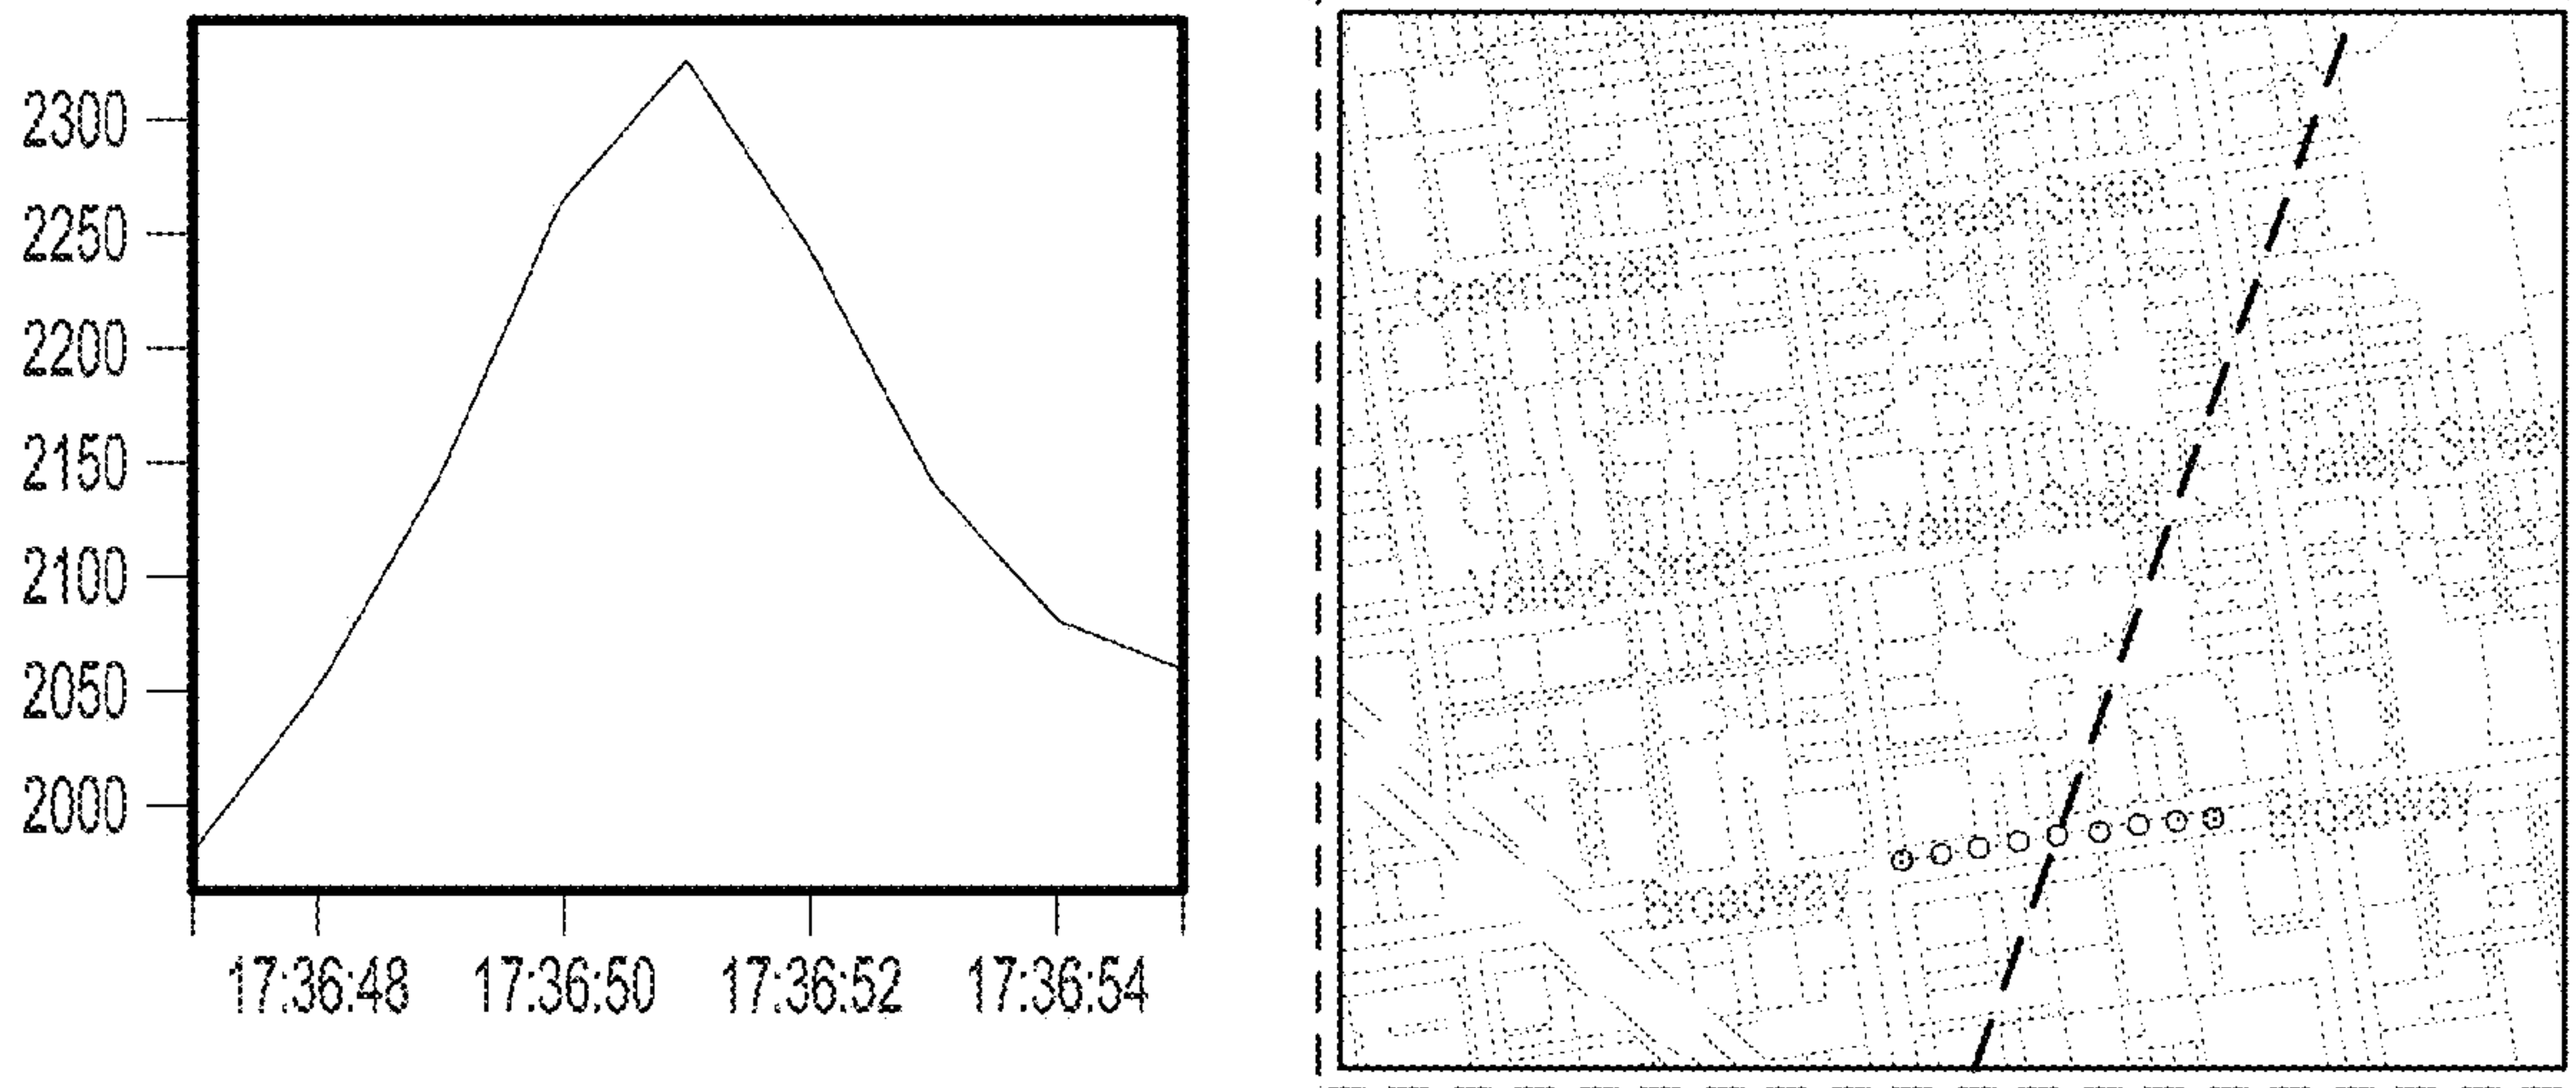 2300
2250
2200
2150
2100
2050
2000
17:36:48 17:36:50 17:36:52 17:36:54
Green Street
Green Street
Vallejo Street
Vallejo Street
Vallejo Street
Broadway
Broadway